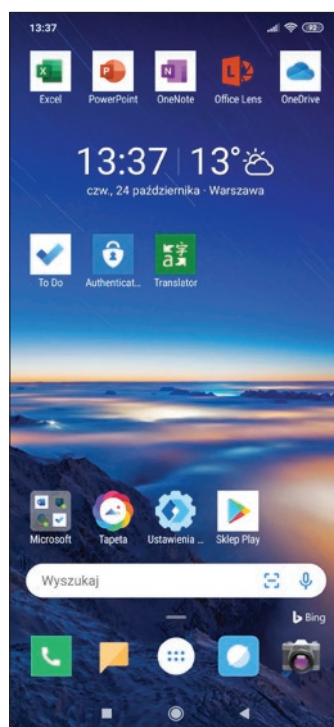 13:37 92
Excel PowerPoint OneNote Office Lens OneDrive
13:37 13°
czw., 24 października · Warszawa
To Do Authenticat... Translator
Microsoft Tapeta Ustawienia ... Sklep Play
Wyszukaj
Bing